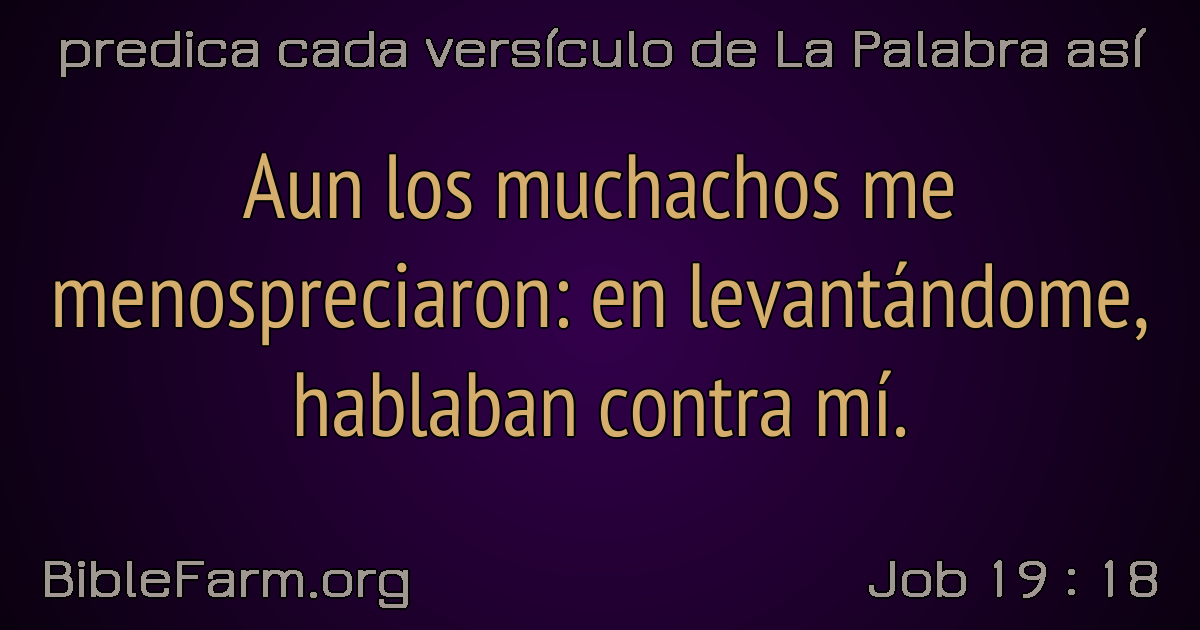 predica cada versículo de La Palabra así
Aun los muchachos me
menospreciaron: en levantándome,
hablaban contra mí.
BibleFarm.org
Job 19 : 18